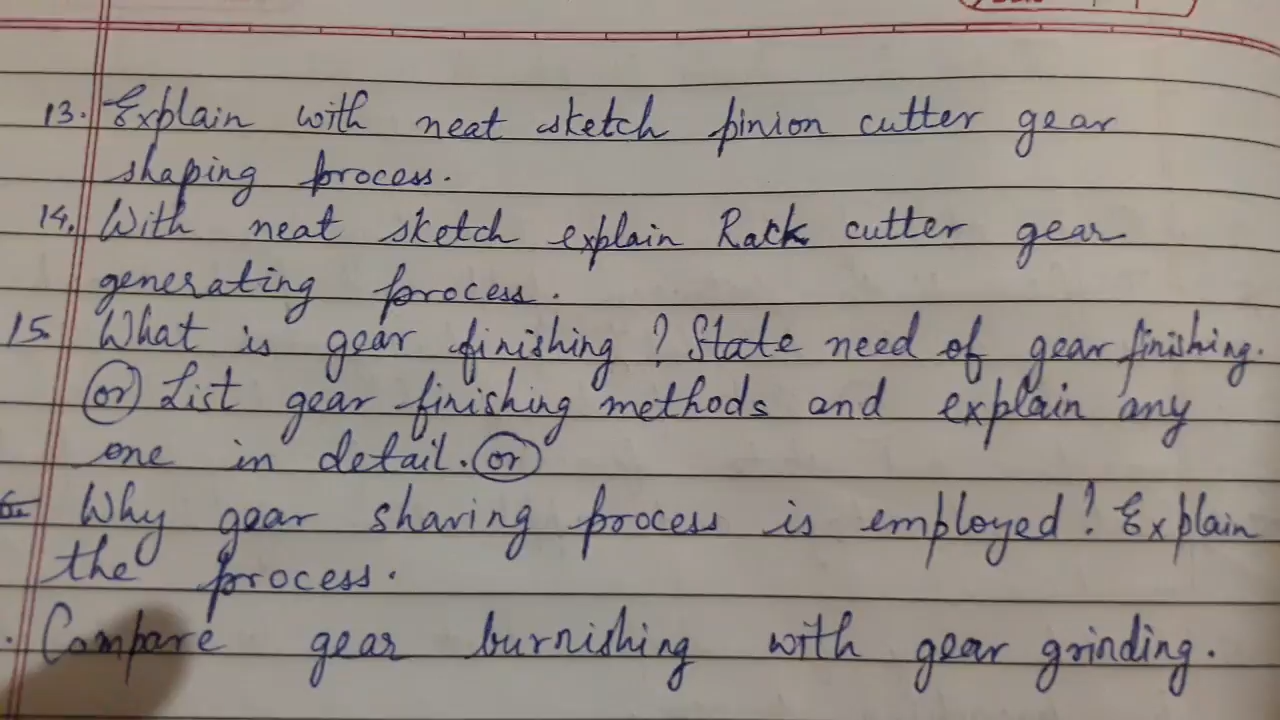 13. Explain with neat sketch pinion cutter gear
shaping process.
14. With neat sketch explain Rack cutter gear
generating process.
15. What is gear finishing? State need of gear finishing.
(or) List gear finishing methods and explain any
one in detail. (or)
Why gear shaving process is employed? Explain
the process.
. Compare gear burnishing with gear grinding.